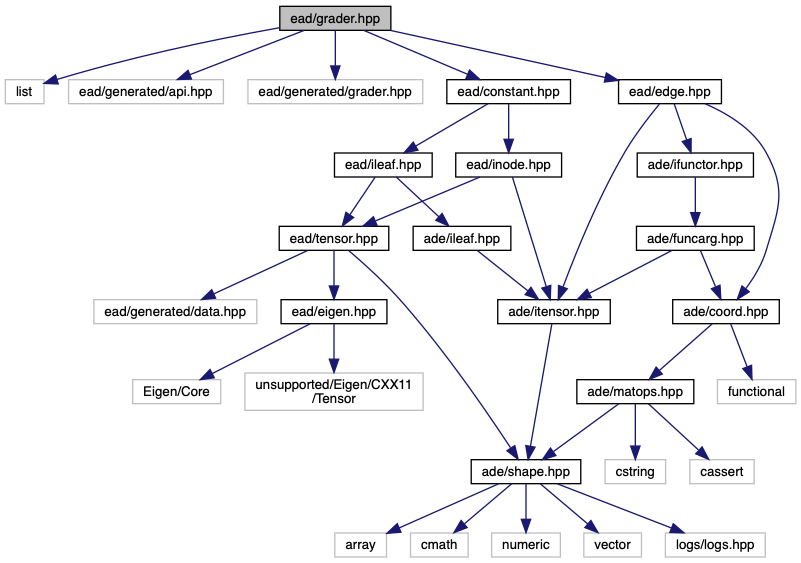 ead/grader.hpp
list
ead/generated/api.hpp
ead/generated/grader.hpp
ead/constant.hpp
ead/edge.hpp
ead/ileaf.hpp
ead/inode.hpp
ade/ifunctor.hpp
ead/tensor.hpp
ade/ileaf.hpp
ade/funcarg.hpp
ead/generated/data.hpp
ead/eigen.hpp
ade/itensor.hpp
ade/coord.hpp
Eigen/Core
unsupported/Eigen/CXX11
/Tensor
ade/matops.hpp
functional
ade/shape.hpp
cstring
cassert
array
cmath
numeric
vector
logs/logs.hpp